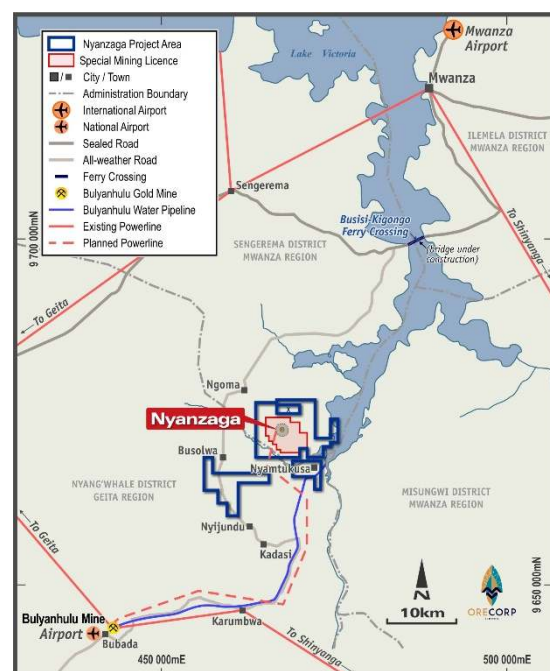 Nyanzaga Project Area
Special Mining Licence
City / Town
Administration Boundary
International Airport
National Airport
Sealed Road
All-weather Road
Ferry Crossing
Bulyanhulu Gold Mine
Bulyanhulu Water Pipeline
Existing Powerline
Planned Powerline
Lake Victoria
Mwanza
Airport
Mwanza
ILEMELA DISTRICT
MWANZA REGION
Sengerema
To Shinyanga
Busisi-Kigongo
Ferry Crossing
(bridge under
construction)
SENGEREMA DISTRICT
MWANZA REGION
9 700 000mN
To Geita
Ngoma
Nyanzaga
Busolwa
Nyamtukusa
NYANG'WHALE DISTRICT
GEITA REGION
MISUNGWI DISTRICT
MWANZA REGION
Nyijundu
Kadasi
To Geita
Bulyanhulu Mine
Airport
Bubada
Karumbwa
To Shinyanga
N
10km
ORECORP
9 650 000mN
450 000mE
500 000mE